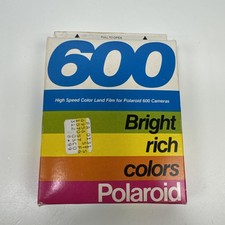 600
High Speed Color Land Film for Polaroid 600 Cameras
Bright
rich
colors
Polaroid